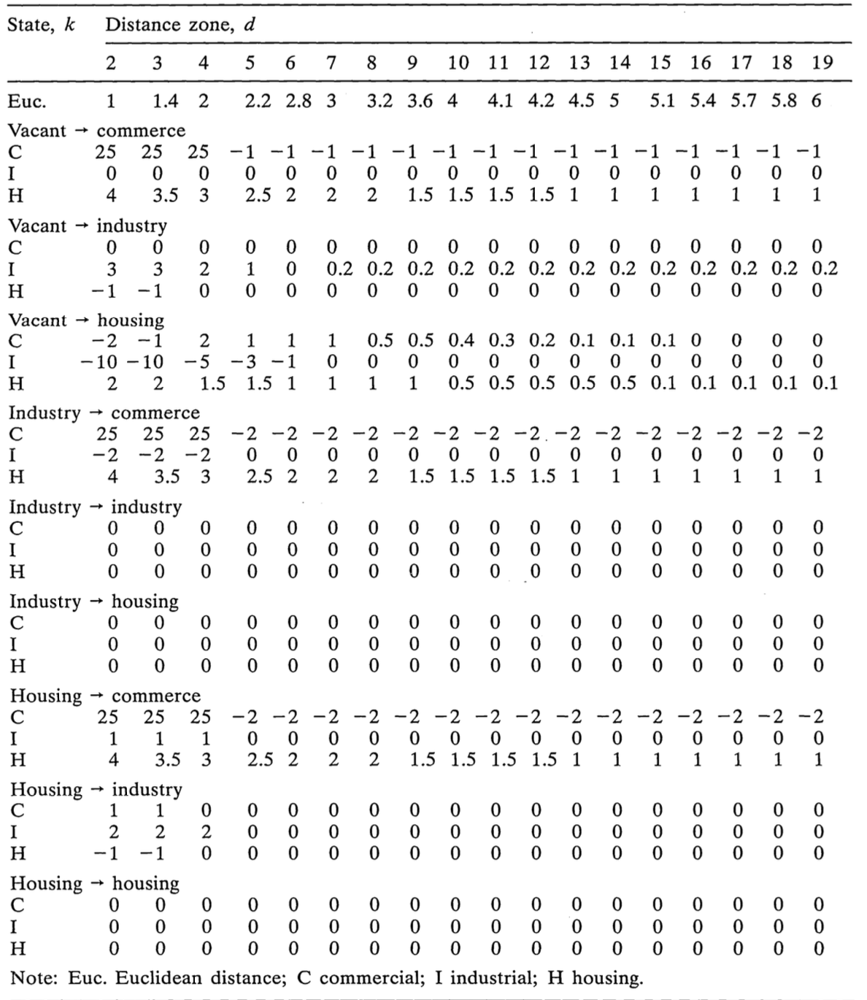 State, k Distance zone, d
2 3 4 5 6 7 8 9 10 11 12 13 14 15 16 17 18 19
Euc. 1 1.4 2 2.2 2.8 3 3.2 3.6 4 4.1 4.2 4.5 5 5.1 5.4 5.7 5.8 6
Vacant → commerce
C 25 25 25 −1 −1 −1 −1 −1 −1 −1 −1 −1 −1 −1 −1 −1 −1 −1
I 0 0 0 0 0 0 0 0 0 0 0 0 0 0 0 0 0 0
H 4 3.5 3 2.5 2 2 2 1.5 1.5 1.5 1.5 1 1 1 1 1 1 1
Vacant → industry
C 0 0 0 0 0 0 0 0 0 0 0 0 0 0 0 0 0 0
I 3 3 2 1 0 0.2 0.2 0.2 0.2 0.2 0.2 0.2 0.2 0.2 0.2 0.2 0.2 0.2
H −1 −1 0 0 0 0 0 0 0 0 0 0 0 0 0 0 0 0
Vacant → housing
C −2 −1 2 1 1 1 0.5 0.5 0.4 0.3 0.2 0.1 0.1 0.1 0 0 0 0
I −10 −10 −5 −3 −1 0 0 0 0 0 0 0 0 0 0 0 0 0
H 2 2 1.5 1.5 1 1 1 1 0.5 0.5 0.5 0.5 0.5 0.1 0.1 0.1 0.1 0.1
Industry → commerce
C 25 25 25 −2 −2 −2 −2 −2 −2 −2 −2 −2 −2 −2 −2 −2 −2 −2
I −2 −2 −2 0 0 0 0 0 0 0 0 0 0 0 0 0 0 0
H 4 3.5 3 2.5 2 2 2 1.5 1.5 1.5 1.5 1 1 1 1 1 1 1
Industry → industry
C 0 0 0 0 0 0 0 0 0 0 0 0 0 0 0 0 0 0
I 0 0 0 0 0 0 0 0 0 0 0 0 0 0 0 0 0 0
H 0 0 0 0 0 0 0 0 0 0 0 0 0 0 0 0 0 0
Industry → housing
C 0 0 0 0 0 0 0 0 0 0 0 0 0 0 0 0 0 0
I 0 0 0 0 0 0 0 0 0 0 0 0 0 0 0 0 0 0
H 0 0 0 0 0 0 0 0 0 0 0 0 0 0 0 0 0 0
Housing → commerce
C 25 25 25 −2 −2 −2 −2 −2 −2 −2 −2 −2 −2 −2 −2 −2 −2 −2
I 1 1 1 0 0 0 0 0 0 0 0 0 0 0 0 0 0 0
H 4 3.5 3 2.5 2 2 2 1.5 1.5 1.5 1.5 1 1 1 1 1 1 1
Housing → industry
C 1 1 0 0 0 0 0 0 0 0 0 0 0 0 0 0 0 0
I 2 2 2 0 0 0 0 0 0 0 0 0 0 0 0 0 0 0
H −1 −1 0 0 0 0 0 0 0 0 0 0 0 0 0 0 0 0
Housing → housing
C 0 0 0 0 0 0 0 0 0 0 0 0 0 0 0 0 0 0
I 0 0 0 0 0 0 0 0 0 0 0 0 0 0 0 0 0 0
H 0 0 0 0 0 0 0 0 0 0 0 0 0 0 0 0 0 0
Note: Euc. Euclidean distance; C commercial; I industrial; H housing.